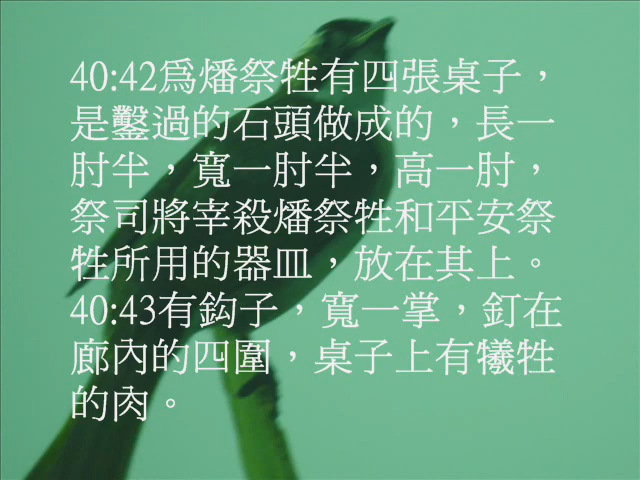 40:42爲燔祭牲有四張桌子，
是鑿過的石頭做成的，長一
肘半，寬一肘半，高一肘，
祭司將宰殺燔祭牲和平安祭
牲所用的器皿，放在其上。
40:43有鈎子，寬一掌，釘在
廊內的四圍，桌子上有犧牲
的肉。